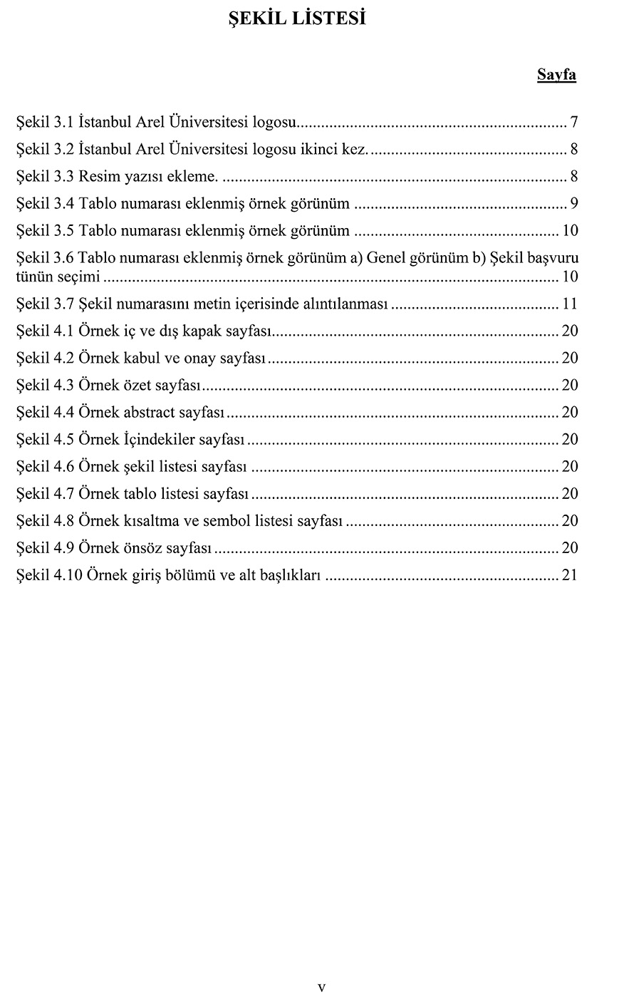 ŞEKİL LİSTESİ
Sayfa
Şekil 3.1 İstanbul Arel Üniversitesi logosu.................................................................. 7
Şekil 3.2 İstanbul Arel Üniversitesi logosu ikinci kez. ................................................ 8
Şekil 3.3 Resim yazısı ekleme. .................................................................................... 8
Şekil 3.4 Tablo numarası eklenmiş örnek görünüm .................................................... 9
Şekil 3.5 Tablo numarası eklenmiş örnek görünüm .................................................. 10
Şekil 3.6 Tablo numarası eklenmiş örnek görünüm a) Genel görünüm b) Şekil başvuru
tünün seçimi ............................................................................................................... 10
Şekil 3.7 Şekil numarasını metin içerisinde alıntılanması ......................................... 11
Şekil 4.1 Örnek iç ve dış kapak sayfası...................................................................... 20
Şekil 4.2 Örnek kabul ve onay sayfası ....................................................................... 20
Şekil 4.3 Örnek özet sayfası....................................................................................... 20
Şekil 4.4 Örnek abstract sayfası ................................................................................. 20
Şekil 4.5 Örnek İçindekiler sayfası ............................................................................ 20
Şekil 4.6 Örnek şekil listesi sayfası ........................................................................... 20
Şekil 4.7 Örnek tablo listesi sayfası ........................................................................... 20
Şekil 4.8 Örnek kısaltma ve sembol listesi sayfası .................................................... 20
Şekil 4.9 Örnek önsöz sayfası .................................................................................... 20
Şekil 4.10 Örnek giriş bölümü ve alt başlıkları ......................................................... 21
v